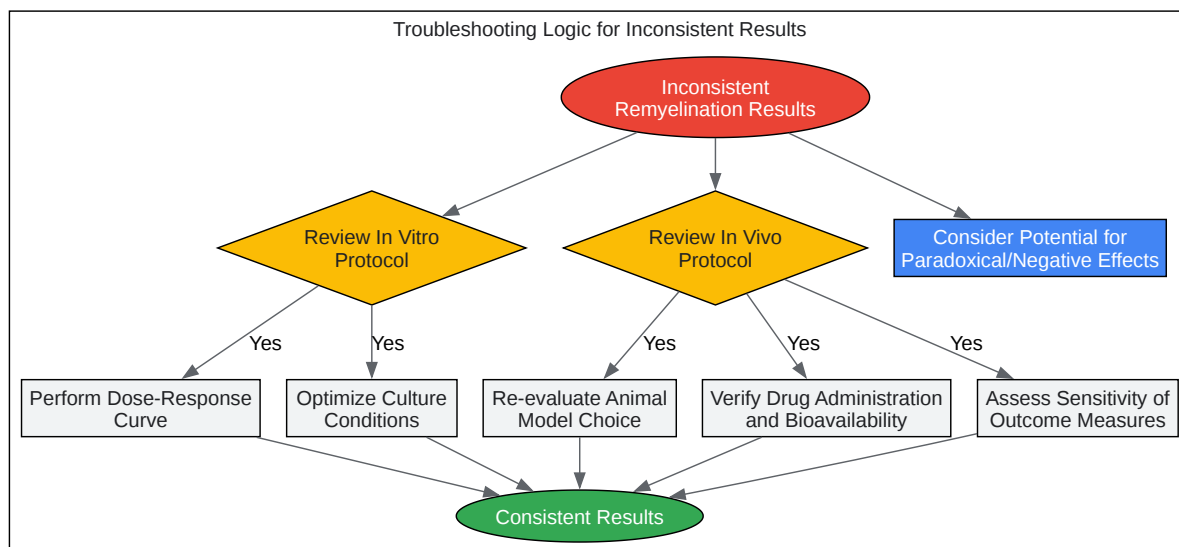 Troubleshooting Logic for Inconsistent Results
Inconsistent
Remyelination Results
Review In Vitro
Protocol
Review In Vivo
Protocol
Consider Potential for
Paradoxical/Negative Effects
Yes
Yes
Yes
Yes
Yes
Perform Dose-Response
Curve
Optimize Culture
Conditions
Re-evaluate Animal
Model Choice
Verify Drug Administration
and Bioavailability
Assess Sensitivity of
Outcome Measures
Consistent Results